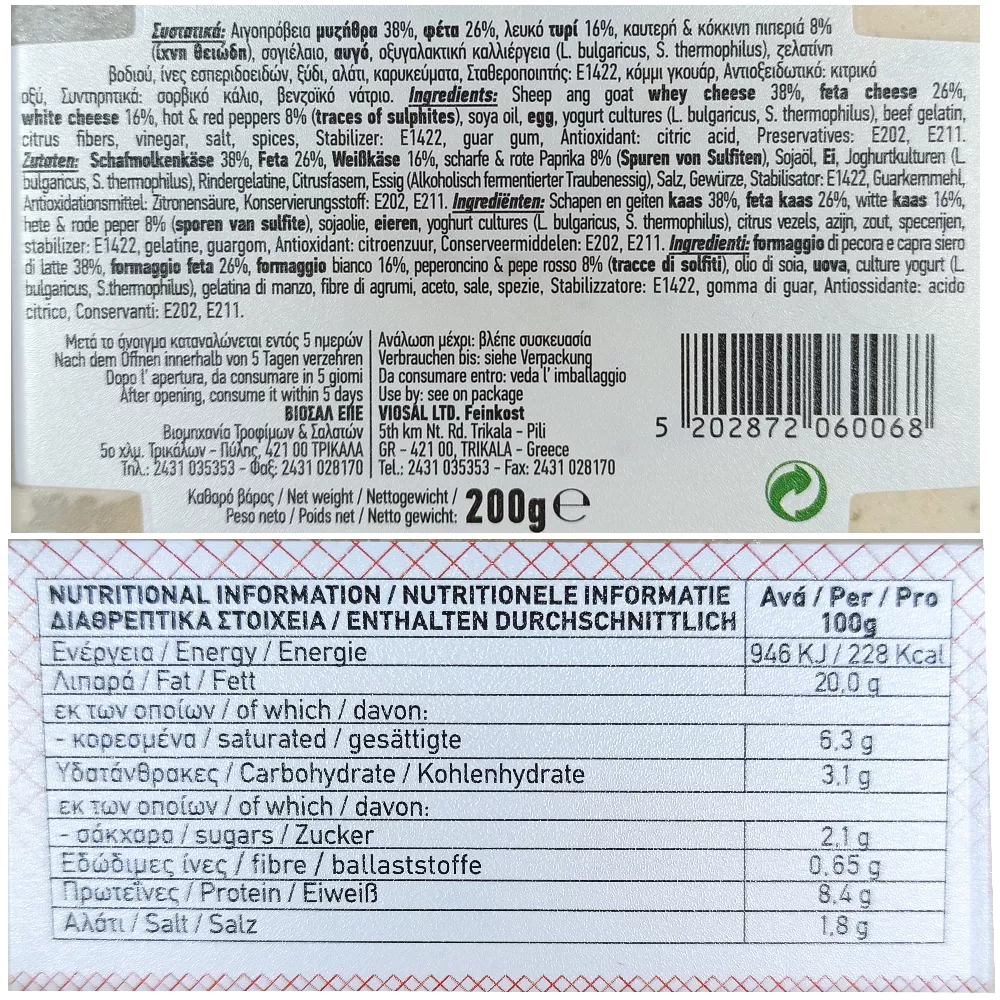 Συστατικά: Αιγοπρόβεια μυζήθρα 38%, φέτα 26%, λευκό τυρί 16%, καυτερή & κόκκινη πιπεριά 8%
(ίχνη θειώδη), σογιέλαιο, αυγό, οξυγαλακτική καλλιέργεια (L. bulgaricus, S. thermophilus), ζελατίνη
βοδιού, ίνες εσπεριδοειδών, ξύδι, αλάτι, καρυκεύματα, Σταθεροποιητής: E1422, κόμμι γκουάρ, Αντιοξειδωτικό: κιτρικό
οξύ, Συντηρητικά: σορβικό κάλιο, βενζοϊκό νάτριο. Ingredients: Sheep ang goat whey cheese 38%, feta cheese 26%,
white cheese 16%, hot & red peppers 8% (traces of sulphites), soya oil, egg, yogurt cultures (L. bulgaricus, S. thermophilus), beef gelatin,
citrus fibers, vinegar, salt, spices, Stabilizer: E1422, guar gum, Antioxidant: citric acid, Preservatives: E202, E211.
Zutaten: Schafmolkenkäse 38%, Feta 26%, Weißkäse 16%, scharfe & rote Paprika 8% (Spuren von Sulfiten), Sojaöl, Ei, Joghurtkulturen (L.
bulgaricus, S. thermophilus), Rindergelatine, Citrusfasern, Essig (Alkoholisch fermentierter Traubenessig), Salz, Gewürze, Stabilisator: E1422, Guarkernmehl,
Antioxidationsmittel: Zitronensäure, Konservierungsstoff: E202, E211. Ingrediënten: Schapen en geiten kaas 38%, feta kaas 26%, witte kaas 16%,
hete & rode peper 8% (sporen van sulfite), sojaolie, eieren, yoghurt cultures (L. bulgaricus, S. thermophilus), citrus vezels, azijn, zout, specerijen,
stabilizer: E1422, gelatine, guargom, Antioxidant: citroenzuur, Conserveermiddelen: E202, E211. Ingredienti: formaggio di pecora e capra siero
di latte 38%, formaggio feta 26%, formaggio bianco 16%, peperoncino & pepe rosso 8% (tracce di solfiti), olio di soia, uova, culture yogurt (L.
bulgaricus, S.thermophilus), gelatina di manzo, fibre di agrumi, aceto, sale, spezie, Stabilizzatore: E1422, gomma di guar, Antiossidante: acido
citrico, Conservanti: E202, E211.
Μετά το άνοιγμα καταναλώνεται εντός 5 ημερών
Nach dem Öffnen innerhalb von 5 Tagen verzehren
Dopo l' apertura, da consumare in 5 giorni
After opening, consume it within 5 days
ΒΙΟΣΑΛ ΕΠΕ
Βιομηχανία Τροφίμων & Σαλατών
5ο χλμ. Τρικάλων - Πύλης, 421 00 ΤΡΙΚΑΛΑ
Τηλ.: 2431 035353 - Φαξ: 2431 028170
Ανάλωση μέχρι: βλέπε συσκευασία
Verbrauchen bis: siehe Verpackung
Da consumare entro: veda l' imballaggio
Use by: see on package
VIOSAL LTD. Feinkost
5th km Nt. Rd. Trikala - Pili
GR - 421 00, TRIKALA - Greece
Tel.: 2431 035353 - Fax: 2431 028170
5 202872 060068
Καθαρό βάρος / Net weight / Nettogewicht /
Peso neto / Poids net / Netto gewicht:
200g e
NUTRITIONAL INFORMATION / NUTRITIONELE INFORMATIE
ΔΙΑΘΡΕΠΤΙΚΑ ΣΤΟΙΧΕΙΑ / ENTHALTEN DURCHSCHNITTLICH
Ανά / Per / Pro
100g
Ενέργεια / Energy / Energie 946 KJ / 228 Kcal
Λιπαρά / Fat / Fett 20,0 g
εκ των οποίων / of which / davon:
- κορεσμένα / saturated / gesättigte 6,3 g
Υδατάνθρακες / Carbohydrate / Kohlenhydrate 3,1 g
εκ των οποίων / of which / davon:
- σάκχαρα / sugars / Zucker 2,1 g
Εδώδιμες ίνες / fibre / ballaststoffe 0,65 g
Πρωτεΐνες / Protein / Eiweiß 8,4 g
Αλάτι / Salt / Salz 1,8 g